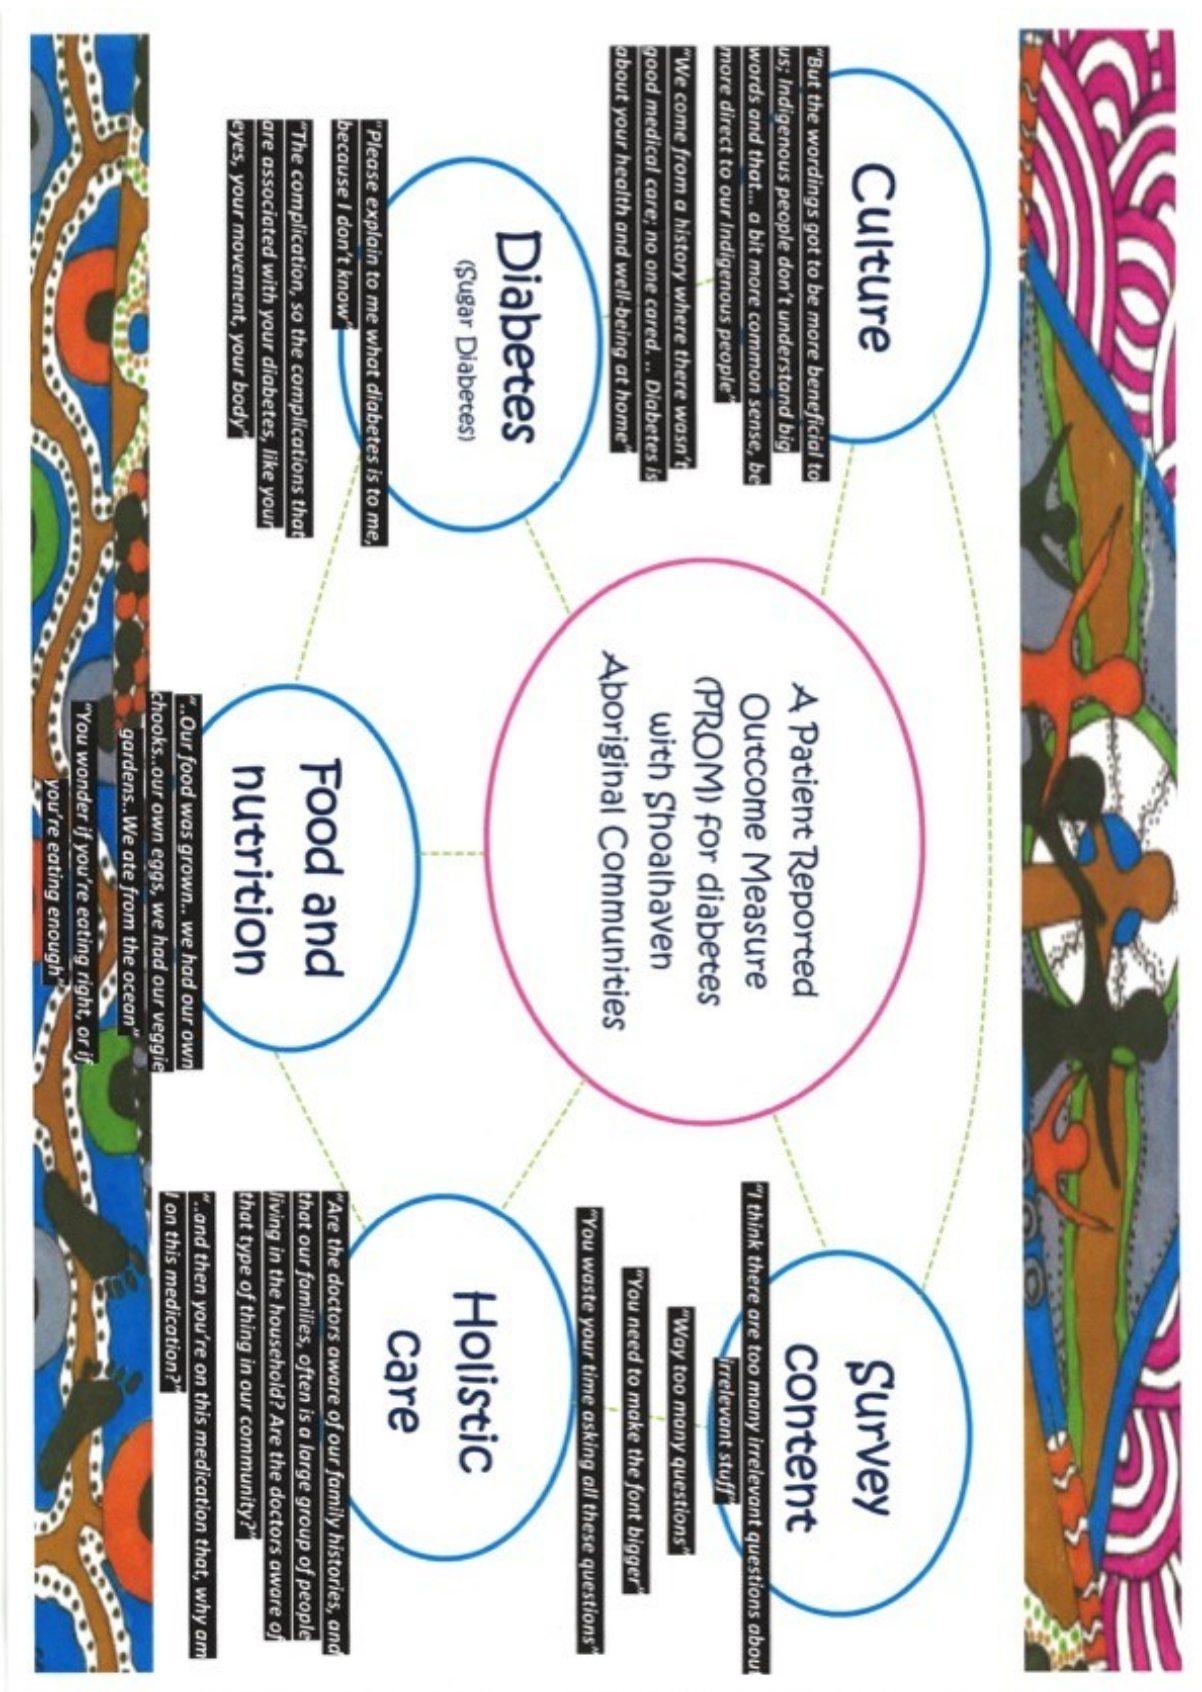 Culture
"But the wordings got to be more beneficial to
us; Indigenous people don't understand big
words and that... a bit more common sense, be
more direct to our Indigenous people"
"We come from a history where there wasn't
good medical care; no one cared. .. Diabetes is
about your health and well-being at home"
Diabetes
(Sugar Diabetes)
"Please explain to me what diabetes is to me,
because I don't know"
"The complication, so the complications that
are associated with your diabetes, like your
eyes, your movement, your body"
A Patient Reported
Outcome Measure
(PROM) for diabetes
with Shoalhaven
Aboriginal Communities
Food and
nutrition
"..Our food was grown.. we had our own
chooks..our own eggs, we had our veggie
gardens..We ate from the ocean"
"You wonder if you're eating right, or if
you're eating enough"
Survey
content
"I think there are too many irrelevant questions abou
irrelevant stuff"
"Way too many questions"
"You need to make the font bigger"
"You waste your time asking all these questions"
Holistic
care
"Are the doctors aware of our family histories, and
that our families, often is a large group of people
living in the household? Are the doctors aware of
that type of thing in our community?"
"..and then you're on this medication that, why am
I on this medication?"